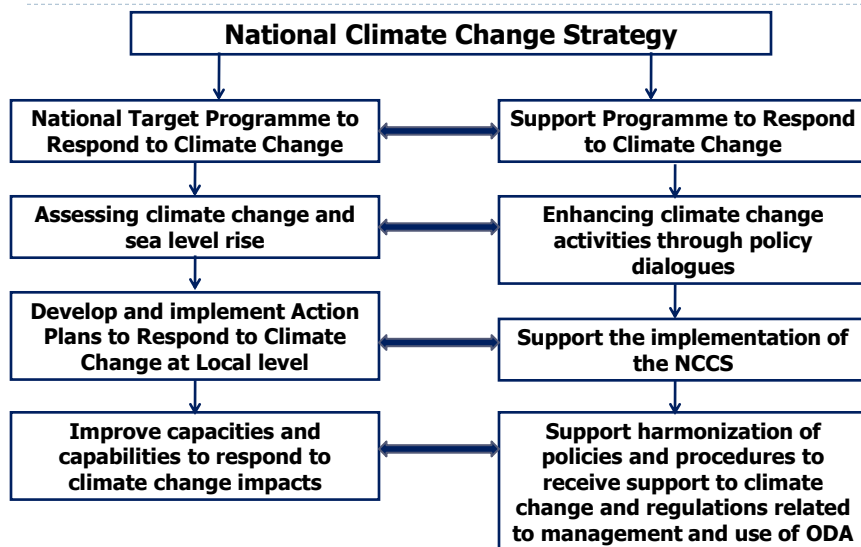 National Climate Change Strategy
National Target Programme to
Respond to Climate Change
Support Programme to Respond
to Climate Change
Assessing climate change and
sea level rise
Enhancing climate change
activities through policy
dialogues
Develop and implement Action
Plans to Respond to Climate
Change at Local level
Support the implementation of
the NCCS
Improve capacities and
capabilities to respond to
climate change impacts
Support harmonization of
policies and procedures to
receive support to climate
change and regulations related
to management and use of ODA